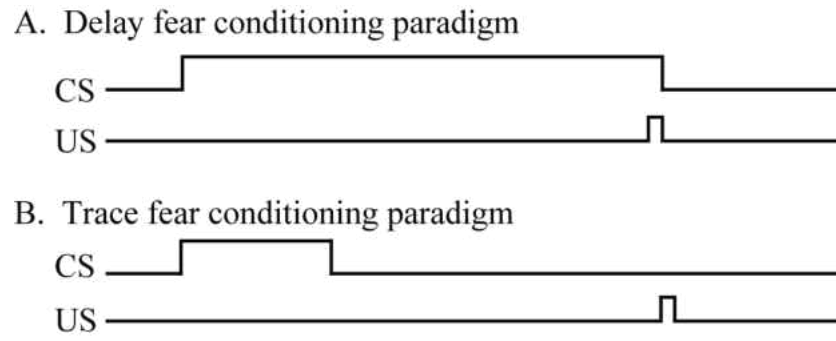 A. Delay fear conditioning paradigm
CS
US
B. Trace fear conditioning paradigm
CS
US